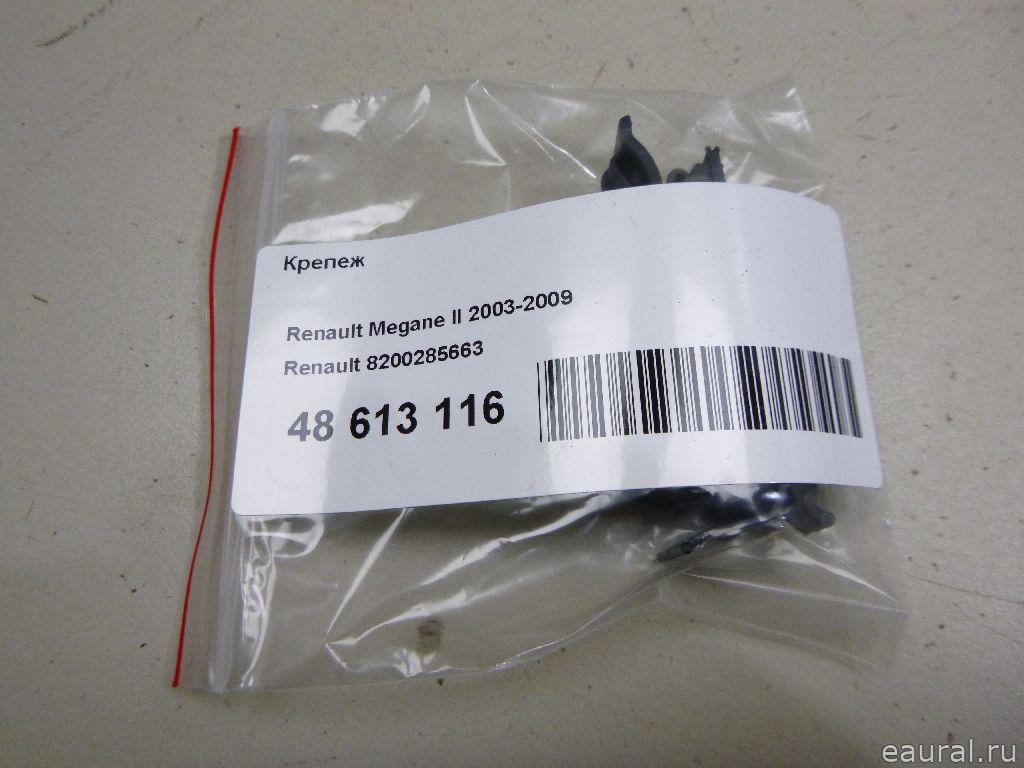 Крепеж
Renault Megane II 2003-2009
Renault 8200285663
48 613 116
eaural.ru